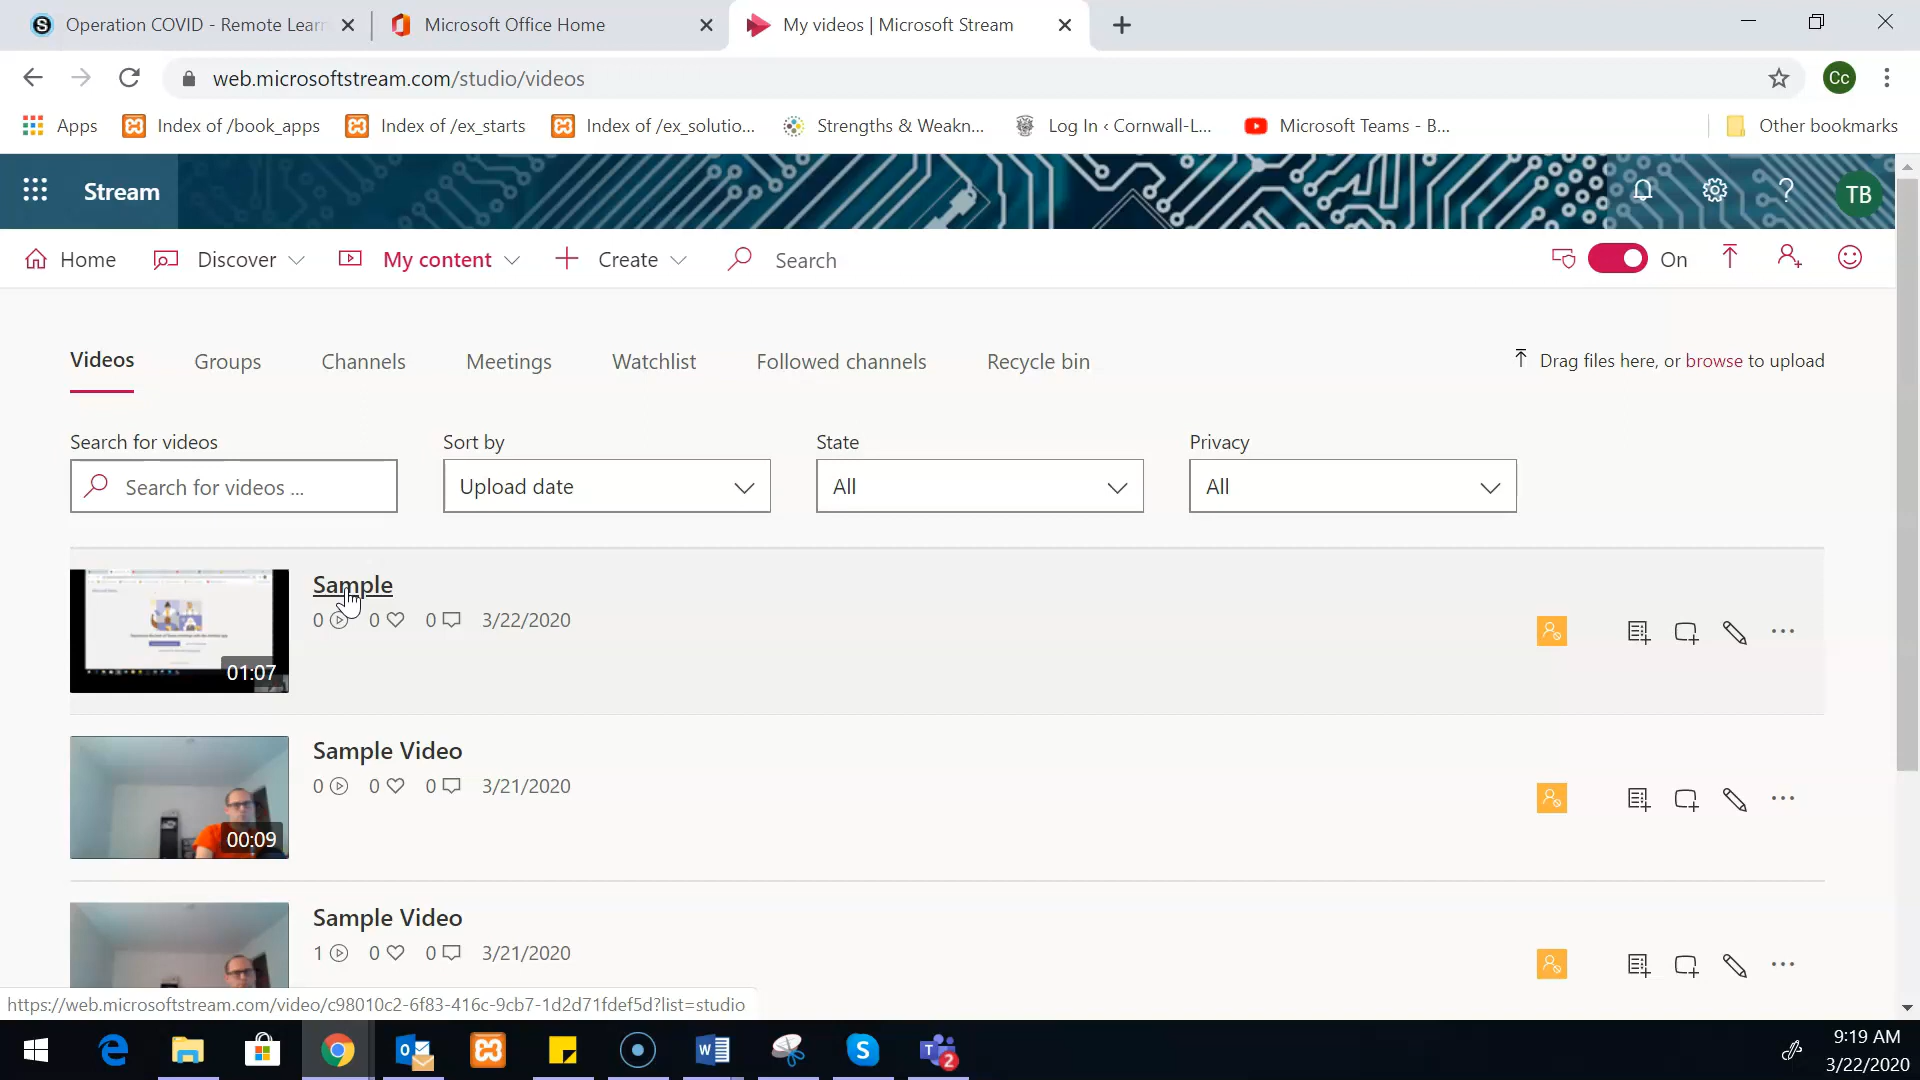 Operation COVID - Remote Lear
Microsoft Office Home
My videos | Microsoft Stream
web.microsoftstream.com/studio/videos
Cc
Apps
Index of /book_apps
Index of /ex_starts
Index of /ex_solutio...
Strengths & Weakn...
Log In ‹ Cornwall-L...
Microsoft Teams - B...
Other bookmarks
Stream
TB
Home
Discover
My content
Create
Search
On
Videos
Groups
Channels
Meetings
Watchlist
Followed channels
Recycle bin
Drag files here, or browse to upload
Search for videos
Sort by
State
Privacy
Search for videos ...
Upload date
All
All
Sample
0 0 0 3/22/2020
01:07
Sample Video
0 0 0 3/21/2020
00:09
Sample Video
1 0 0 3/21/2020
https://web.microsoftstream.com/video/c98010c2-6f83-416c-9cb7-1d2d71fdef5d?list=studio
2
9:19 AM
3/22/2020